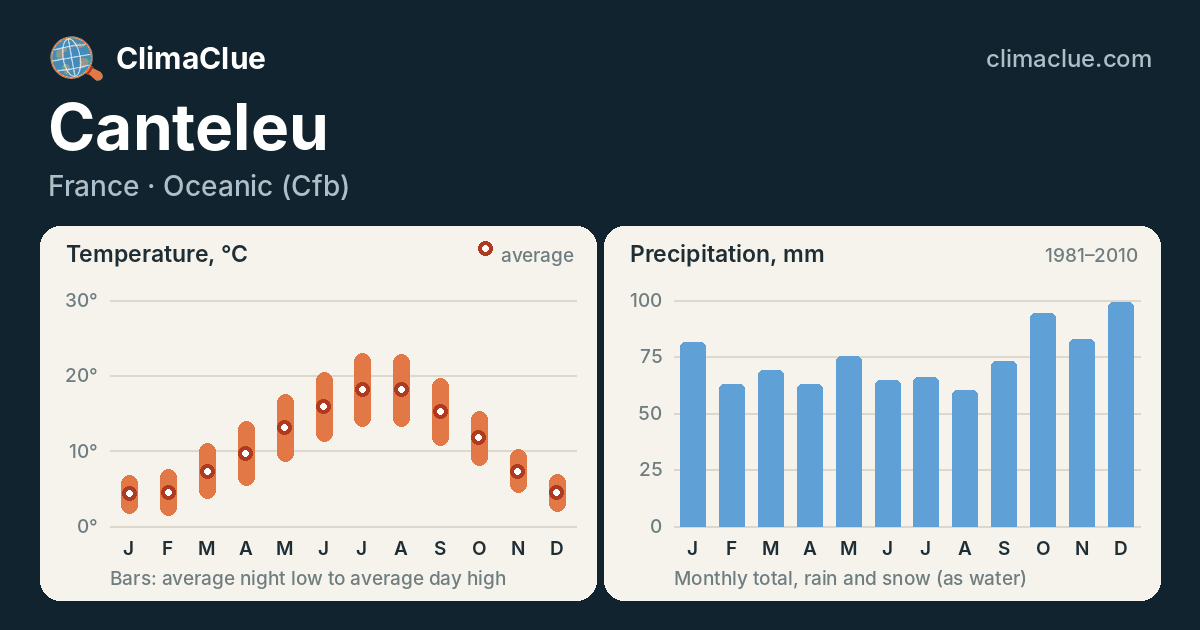 ClimaClue
climaclue.com
Canteleu
France · Oceanic (Cfb)
Temperature, °C
average
30°
20°
10°
0°
J F M A M J J A S O N D
Bars: average night low to average day high
Precipitation, mm
1981–2010
100
75
50
25
0
J F M A M J J A S O N D
Monthly total, rain and snow (as water)